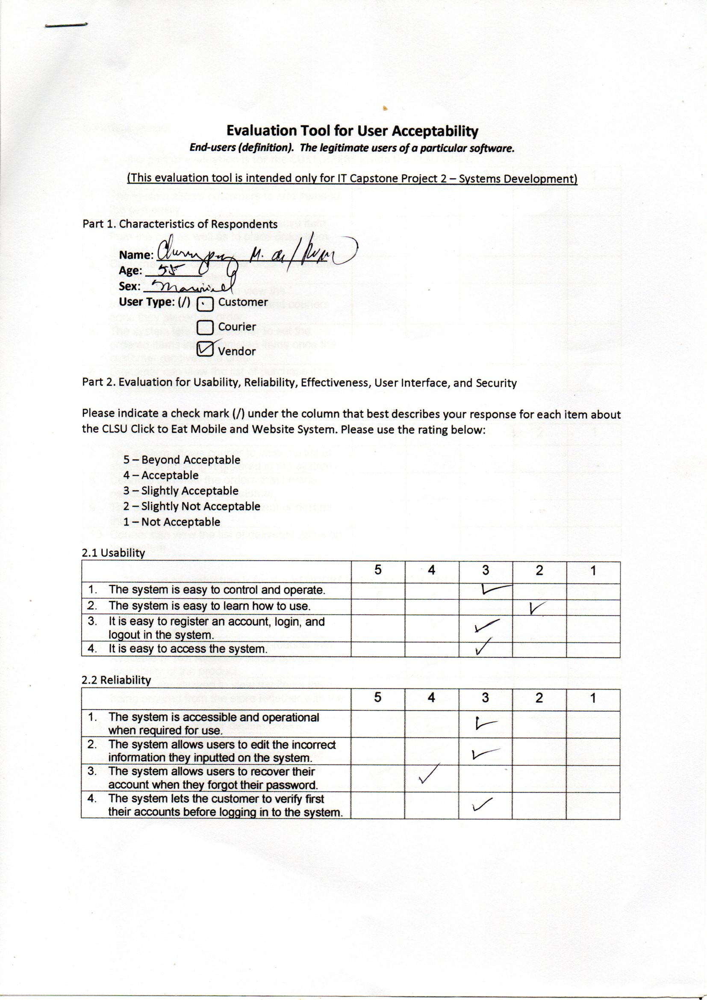 Evaluation Tool for User Acceptability
End-users (definition). The legitimate users of a particular software.
(This evaluation tool is intended only for IT Capstone Project 2 – Systems Development)
Part 1. Characteristics of Respondents
Name: M.
Age: 55
Sex:
User Type: (/) Customer
Courier
Vendor
Part 2. Evaluation for Usability, Reliability, Effectiveness, User Interface, and Security
Please indicate a check mark (/) under the column that best describes your response for each item about
the CLSU Click to Eat Mobile and Website System. Please use the rating below:
5 – Beyond Acceptable
4 – Acceptable
3 – Slightly Acceptable
2 – Slightly Not Acceptable
1 – Not Acceptable
2.1 Usability
5 4 3 2 1
1. The system is easy to control and operate.
2. The system is easy to learn how to use.
3. It is easy to register an account, login, and
logout in the system.
4. It is easy to access the system.
2.2 Reliability
5 4 3 2 1
1. The system is accessible and operational
when required for use.
2. The system allows users to edit the incorrect
information they inputted on the system.
3. The system allows users to recover their
account when they forgot their password.
4. The system lets the customer to verify first
their accounts before logging in to the system.